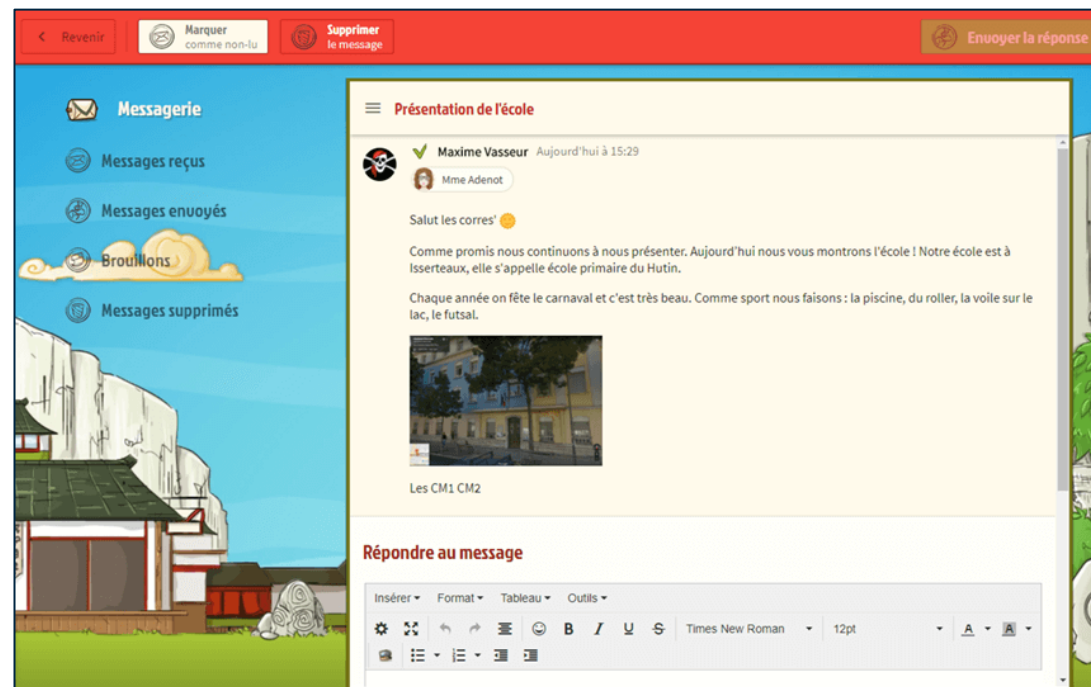 Revenir
Marquer
comme non-lu
Supprimer
le message
Envoyer la réponse
Messagerie
Messages reçus
Messages envoyés
Brouillons
Messages supprimés
Présentation de l'école
Maxime Vasseur Aujourd'hui à 15:29
Mme Adenot
Salut les corres'
Comme promis nous continuons à nous présenter. Aujourd'hui nous vous montrons l'école ! Notre école est à
Isserteaux, elle s'appelle école primaire du Hutin.
Chaque année on fête le carnaval et c'est très beau. Comme sport nous faisons : la piscine, du roller, la voile sur le
lac, le futsal.
Les CM1 CM2
Répondre au message
Insérer Format Tableau Outils
B I U S Times New Roman 12pt A A